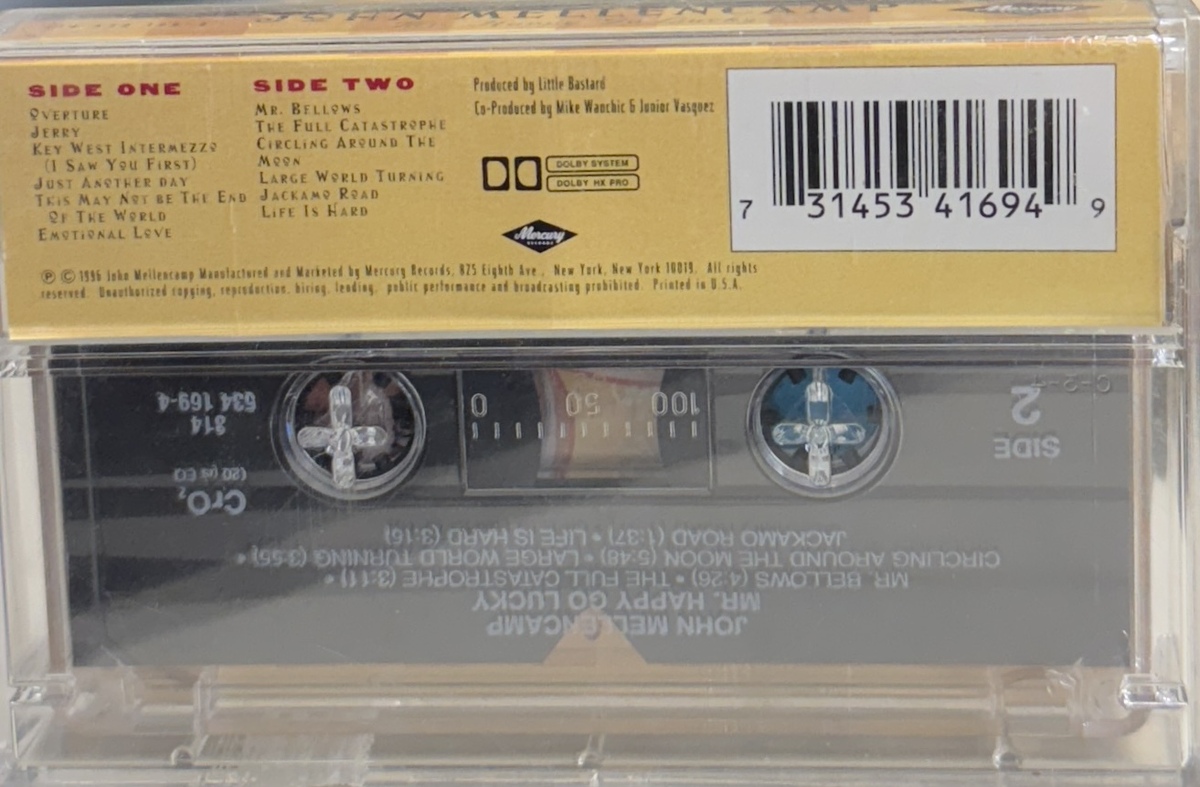 JOHN MELLENCAMP
Mercury
SIDE ONE
OVERTURE
JERRY
KEY WEST INTERMEZZO
(I SAW YOU FIRST)
JUST ANOTHER DAY
THIS MAY NOT BE THE END
OF THE WORLD
EMOTIONAL LOVE
SIDE TWO
MR. BELLOWS
THE FULL CATASTROPHE
CIRCLING AROUND THE
MOON
LARGE WORLD TURNING
JACKAMO ROAD
LIFE IS HARD
Produced by Little Bastard
Co-Produced by Mike Wanchic & Junior Vasquez
DOLBY SYSTEM
DOLBY HX PRO
Mercury
RECORDS
7 31453 41694 9
℗ © 1996 John Mellencamp Manufactured and Marketed by Mercury Records, 825 Eighth Ave., New York, New York 10019. All rights
reserved. Unauthorized copying, reproduction, hiring, lending, public performance and broadcasting prohibited. Printed in U.S.A.
JOHN MELLENCAMP
MR. HAPPY GO LUCKY
MR. BELLOWS (4:26) • THE FULL CATASTROPHE (3:11) •
CIRCLING AROUND THE MOON (5:48) • LARGE WORLD TURNING (3:55) •
JACKAMO ROAD (1:37) • LIFE IS HARD (3:16)
SIDE
2
100 50 0
CrO2
(120 µs EQ)
314
534 169-4